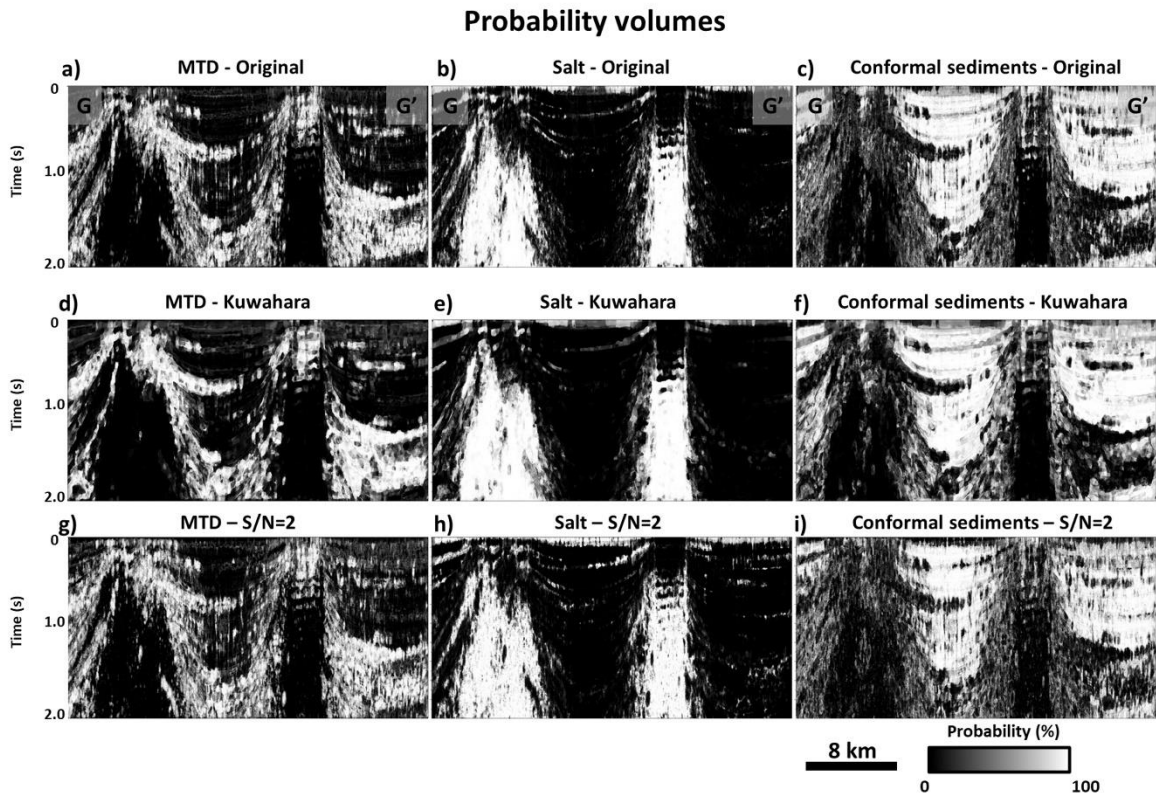 Probability volumes
a) MTD - Original
b) Salt - Original
c) Conformal sediments - Original
G G’ G G’ G G’
0
1.0
2.0
Time (s)
d) MTD - Kuwahara
e) Salt - Kuwahara
f) Conformal sediments - Kuwahara
0
1.0
2.0
Time (s)
g) MTD – S/N=2
h) Salt – S/N=2
i) Conformal sediments – S/N=2
0
1.0
2.0
Time (s)
8 km
Probability (%)
0 100